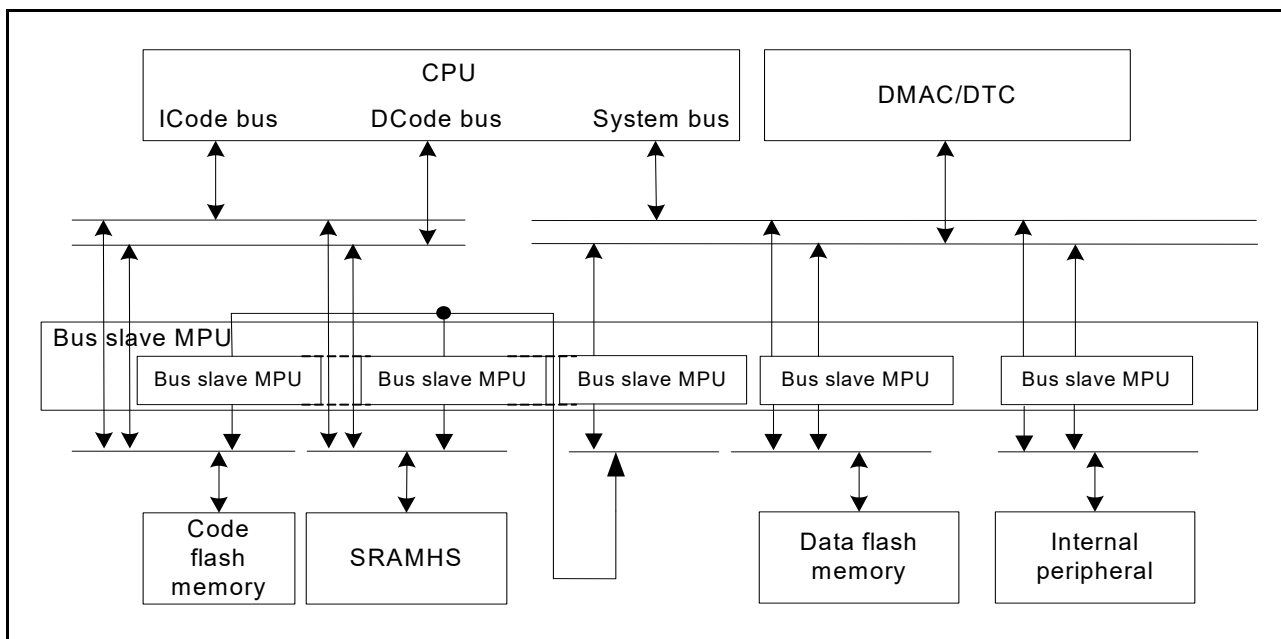 CPU
DMAC/DTC
ICode bus
DCode bus
System bus
Bus slave MPU
Bus slave MPU
Bus slave MPU
Bus slave MPU
Bus slave MPU
Bus slave MPU
Code
flash
memory
SRAMHS
Data flash
memory
Internal
peripheral